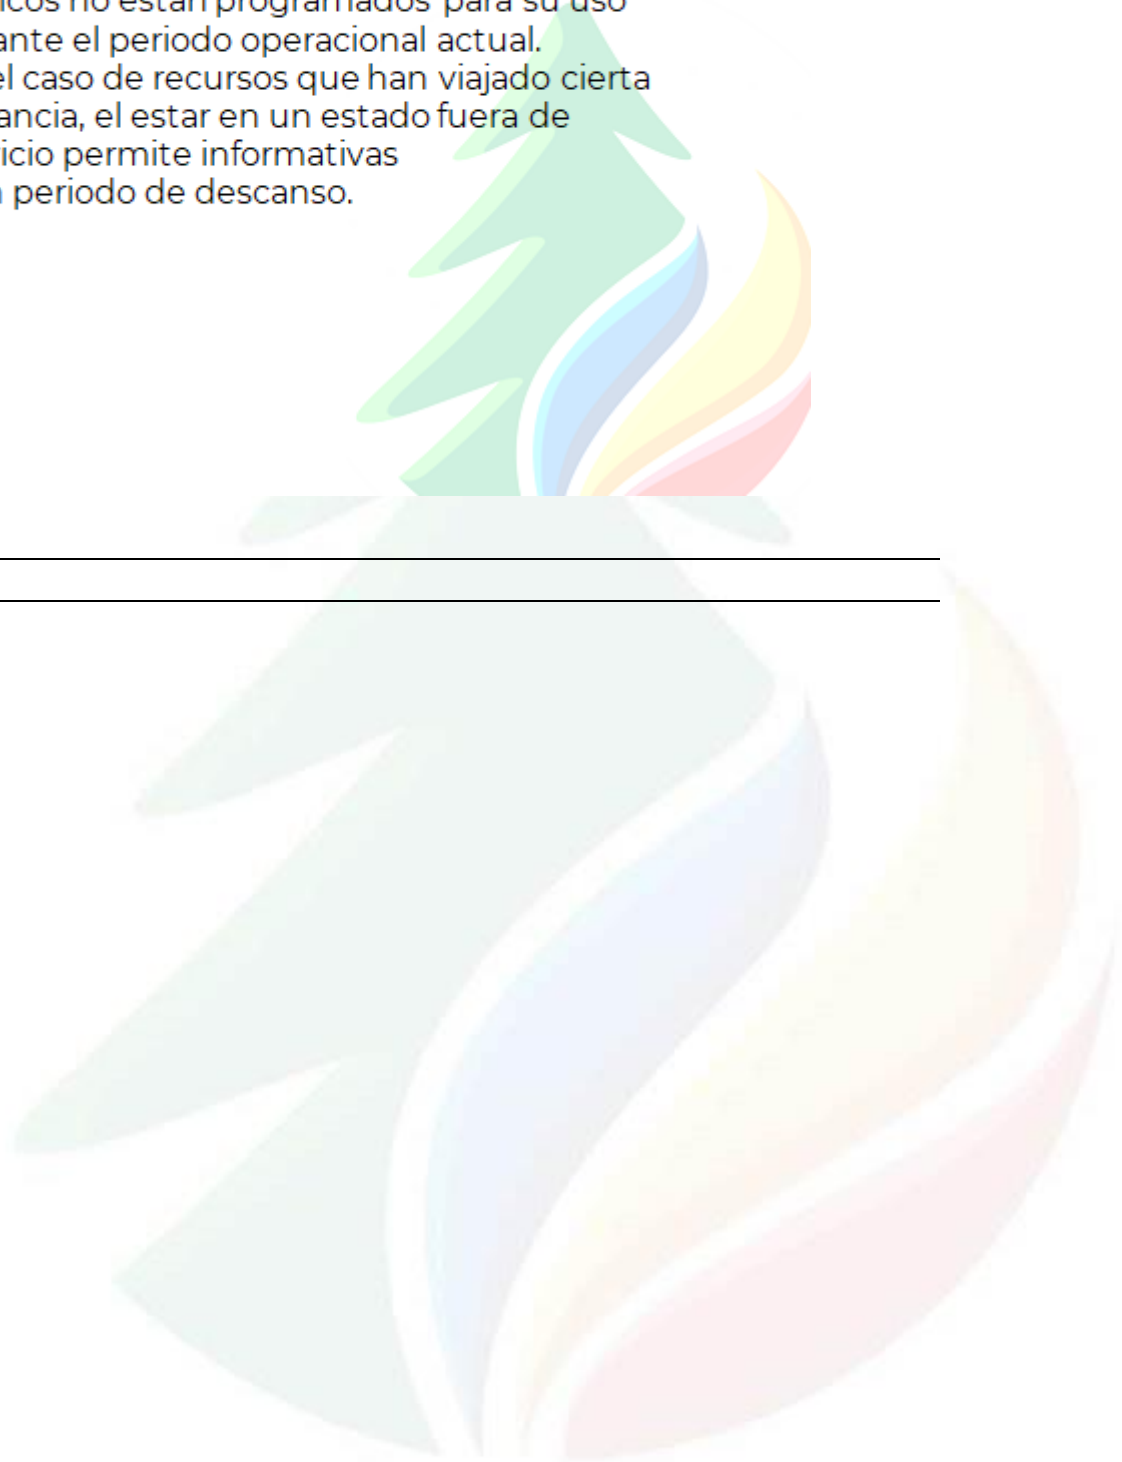 icos no están programados para su uso
ante el periodo operacional actual.
el caso de recursos que han viajado cierta
ancia, el estar en un estado fuera de
icio permite informativas
periodo de descanso.